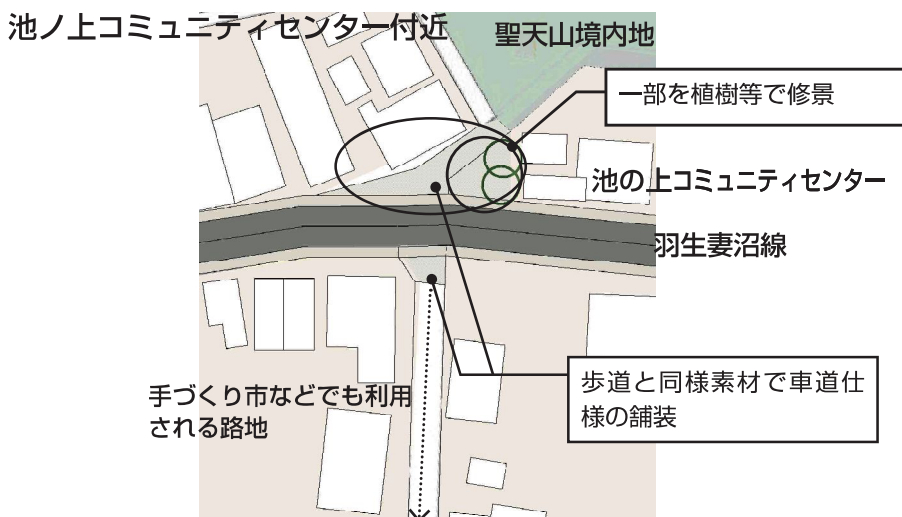 池ノ上コミュニティセンター付近
聖天山境内地
一部を植樹等で修景
池の上コミュニティセンター
羽生妻沼線
手づくり市などでも利用
される路地
歩道と同様素材で車道仕
様の舗装